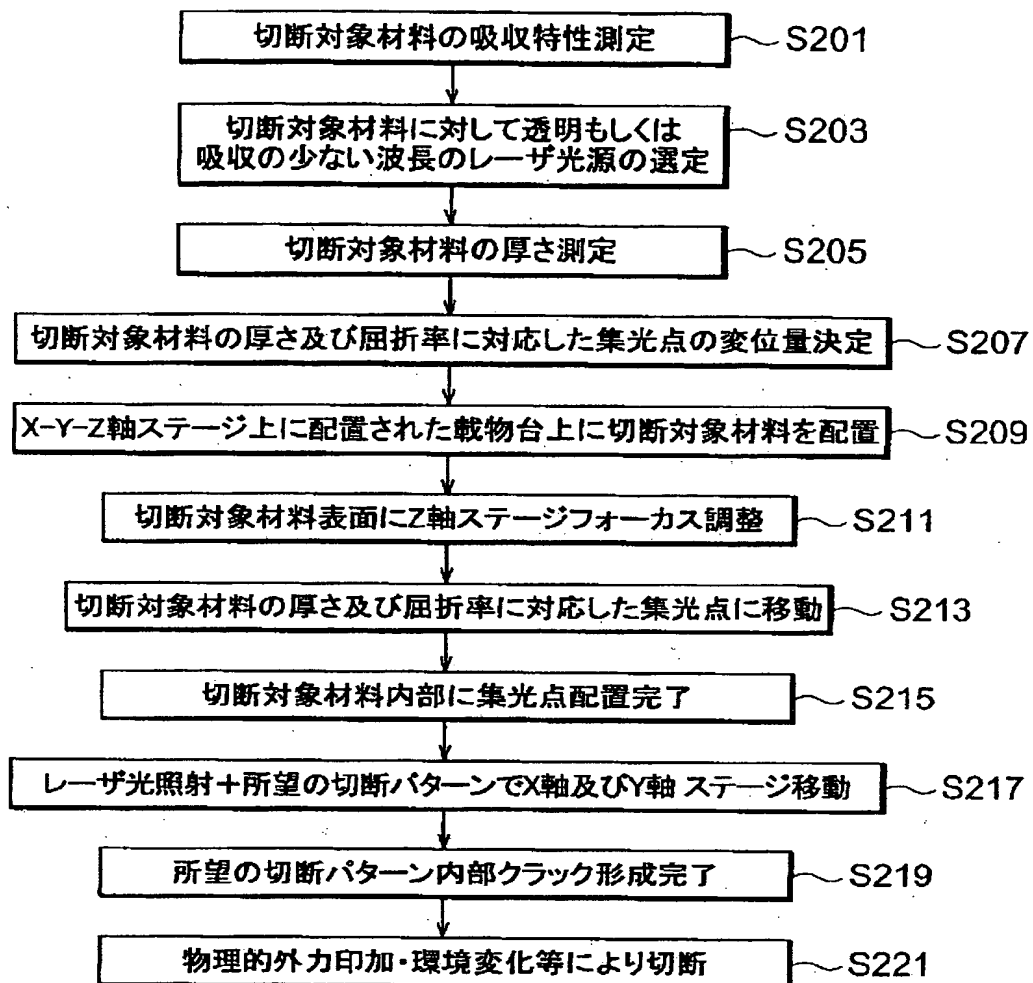 切断対象材料の吸収特性測定 S201
切断対象材料に対して透明もしくは
吸収の少ない波長のレーザ光源の選定 S203
切断対象材料の厚さ測定 S205
切断対象材料の厚さ及び屈折率に対応した集光点の変位量決定 S207
X-Y-Z軸ステージ上に配置された載物台上に切断対象材料を配置 S209
切断対象材料表面にZ軸ステージフォーカス調整 S211
切断対象材料の厚さ及び屈折率に対応した集光点に移動 S213
切断対象材料内部に集光点配置完了 S215
レーザ光照射+所望の切断パターンでX軸及びY軸 ステージ移動 S217
所望の切断パターン内部クラック形成完了 S219
物理的外力印加・環境変化等により切断 S221